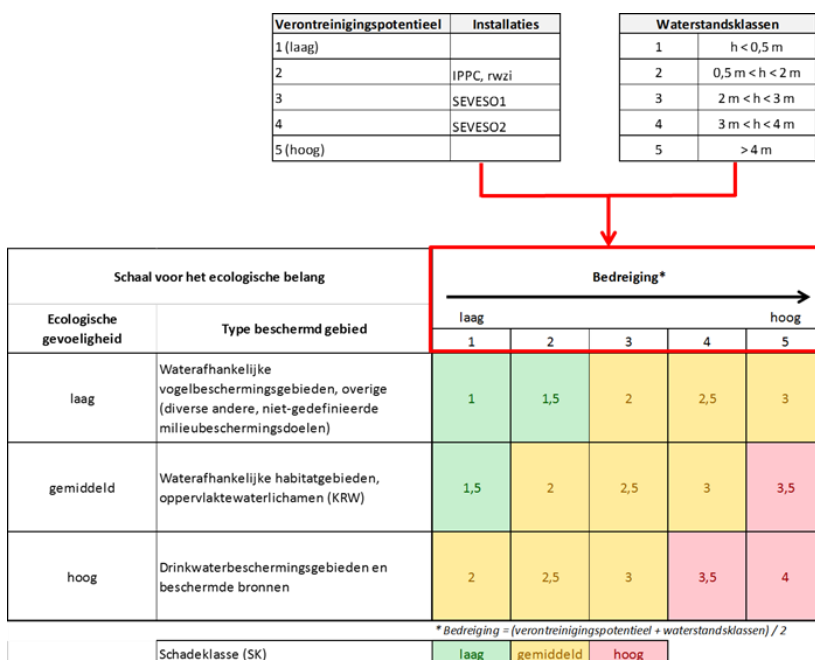 Verontreinigingspotentieel Installaties
1 (laag)
2 IPPC, rwzi
3 SEVESO1
4 SEVESO2
5 (hoog)
Waterstandsklassen
1 h < 0,5 m
2 0,5 m < h < 2 m
3 2 m < h < 3 m
4 3 m < h < 4 m
5 > 4 m
Schaal voor het ecologische belang Bedreiging*
Ecologische gevoeligheid Type beschermd gebied laag hoog
1 2 3 4 5
laag
Waterafhankelijke
vogelbeschermingsgebieden, overige
(diverse andere, niet-gedefinieerde
milieubeschermingsdoelen)
1 1,5 2 2,5 3
gemiddeld
Waterafhankelijke habitatgebieden,
oppervlaktewaterlichamen (KRW)
1,5 2 2,5 3 3,5
hoog
Drinkwaterbeschermingsgebieden en
beschermde bronnen
2 2,5 3 3,5 4
* Bedreiging = (verontreinigingspotentieel + waterstandsklassen) / 2
Schadeklasse (SK) laag gemiddeld hoog